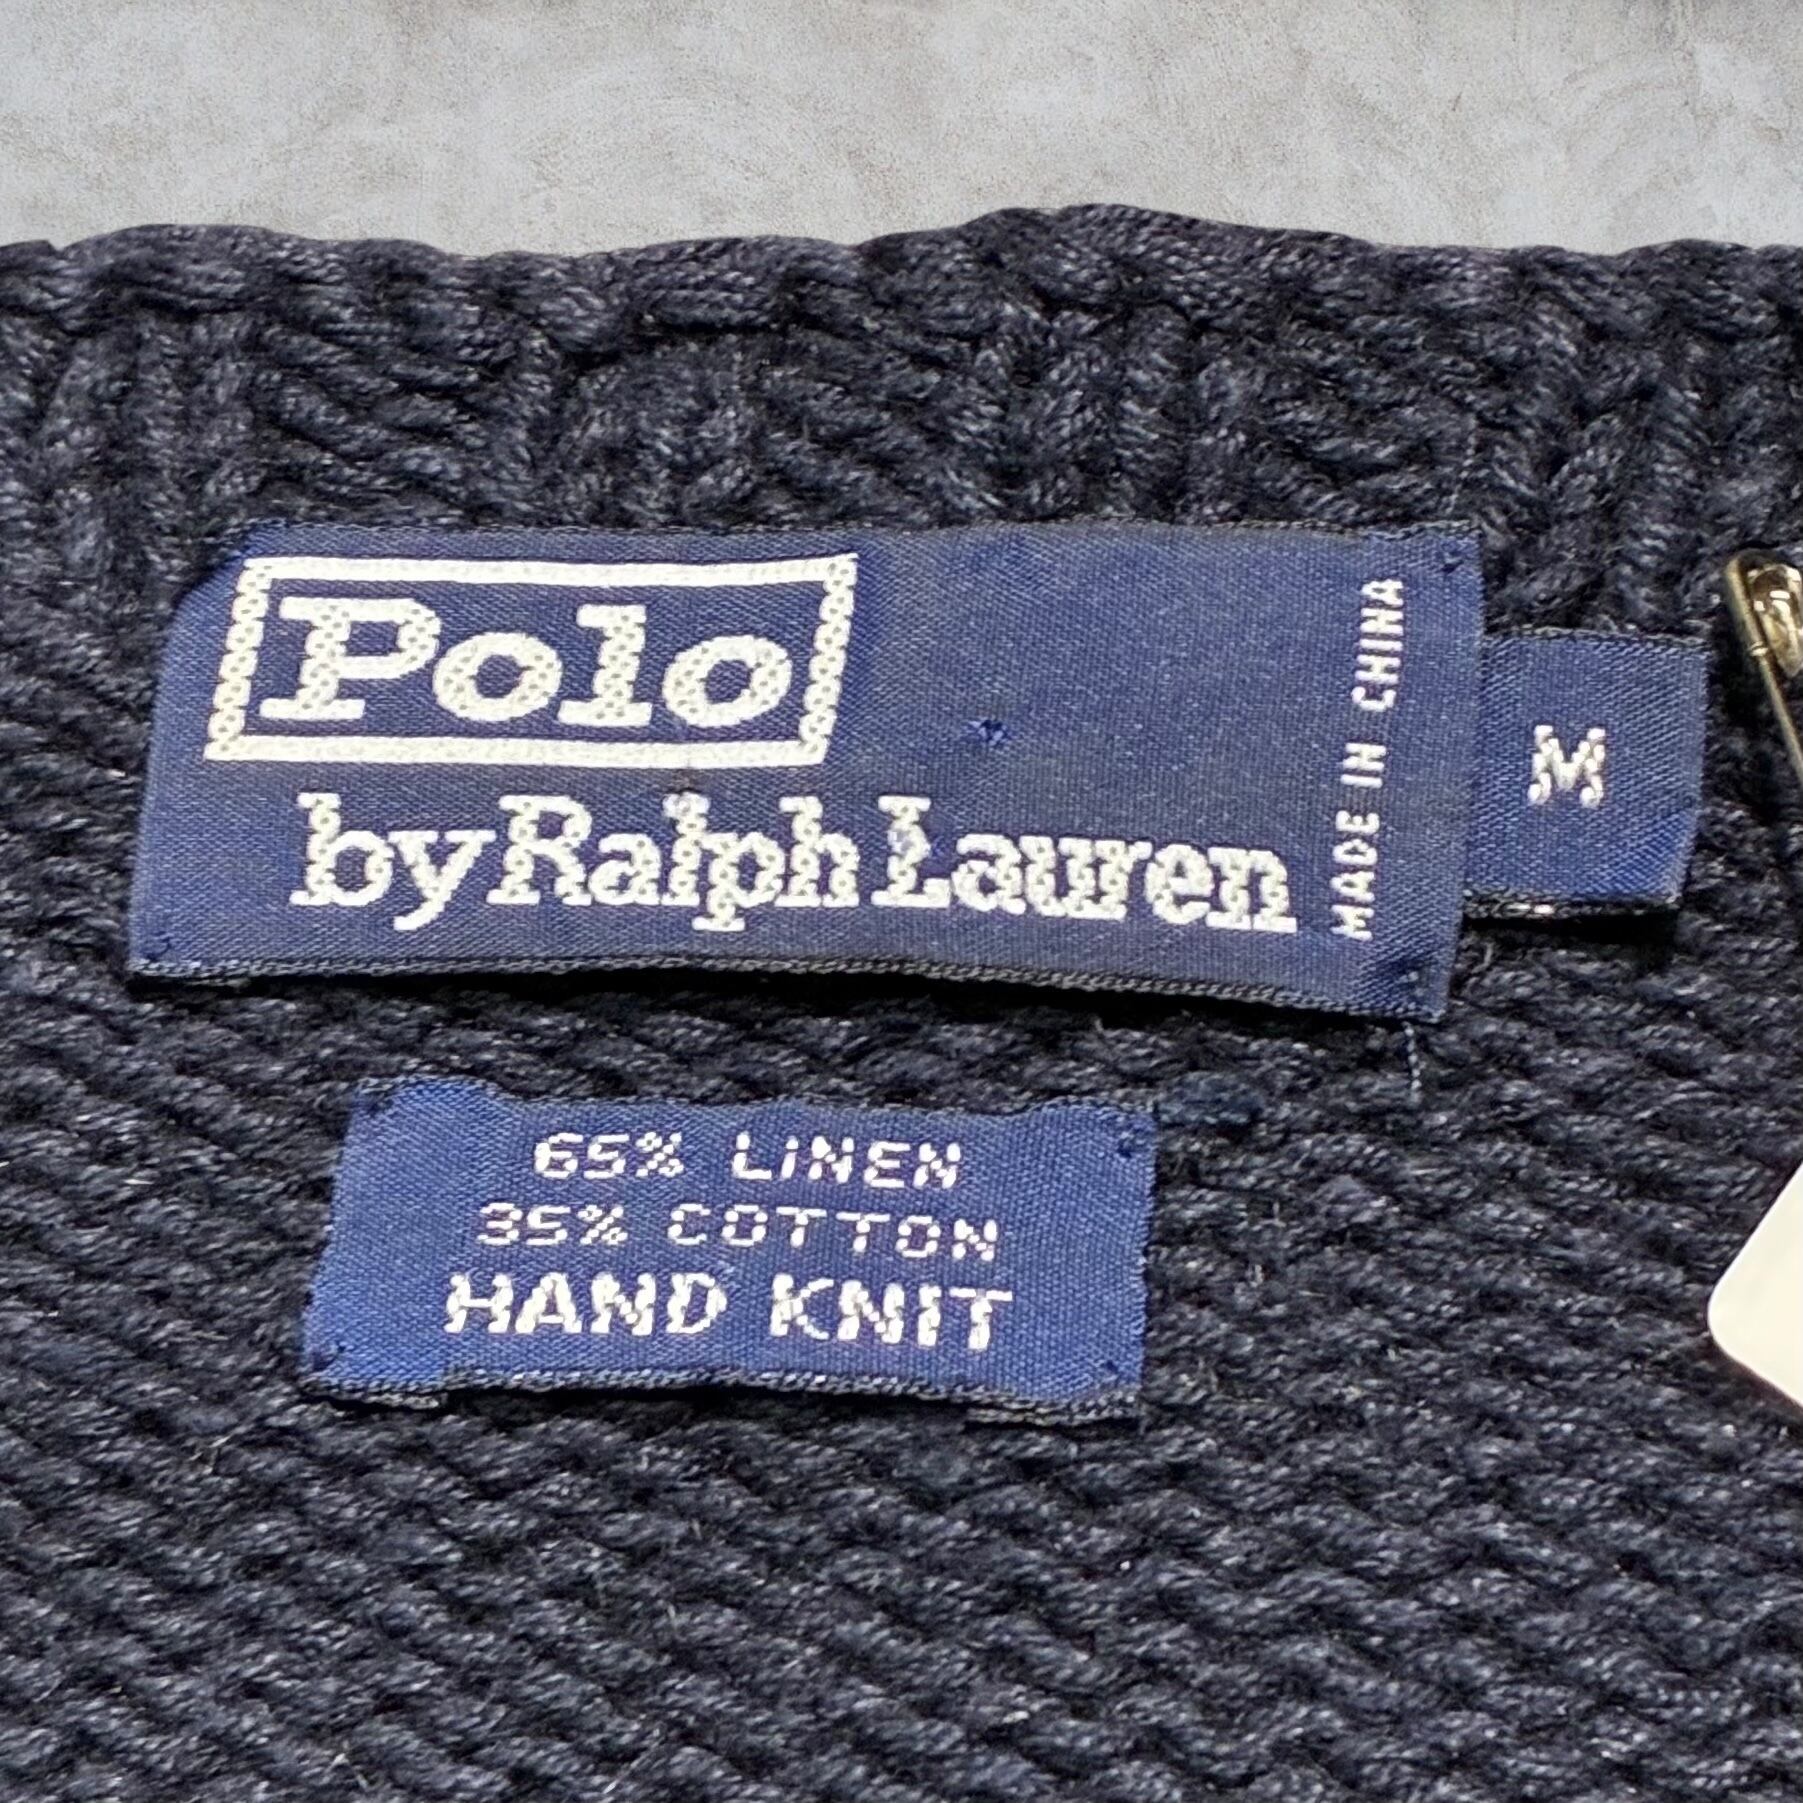 Polo
by Ralph Lauren
MADE IN CHINA
M
65% LINEN
35% COTTON
HAND KNIT